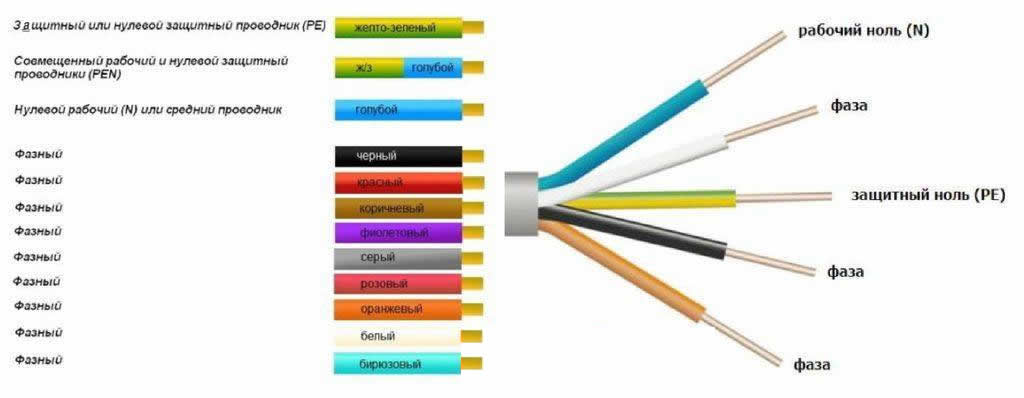 Защитный или нулевой защитный проводник (PE)
жепто-зеленый
Совмещенный рабочий и нулевой защитный
проводники (PEN)
ж/з
голубой
Нулевой рабочий (N) или средний проводник
голубой
Фазный
черный
Фазный
красный
Фазный
коричневый
Фазный
фиолетовый
Фазный
серый
Фазный
розовый
Фазный
оранжевый
Фазный
белый
Фазный
бирюзовый
рабочий ноль (N)
фаза
защитный ноль (PE)
фаза
фаза